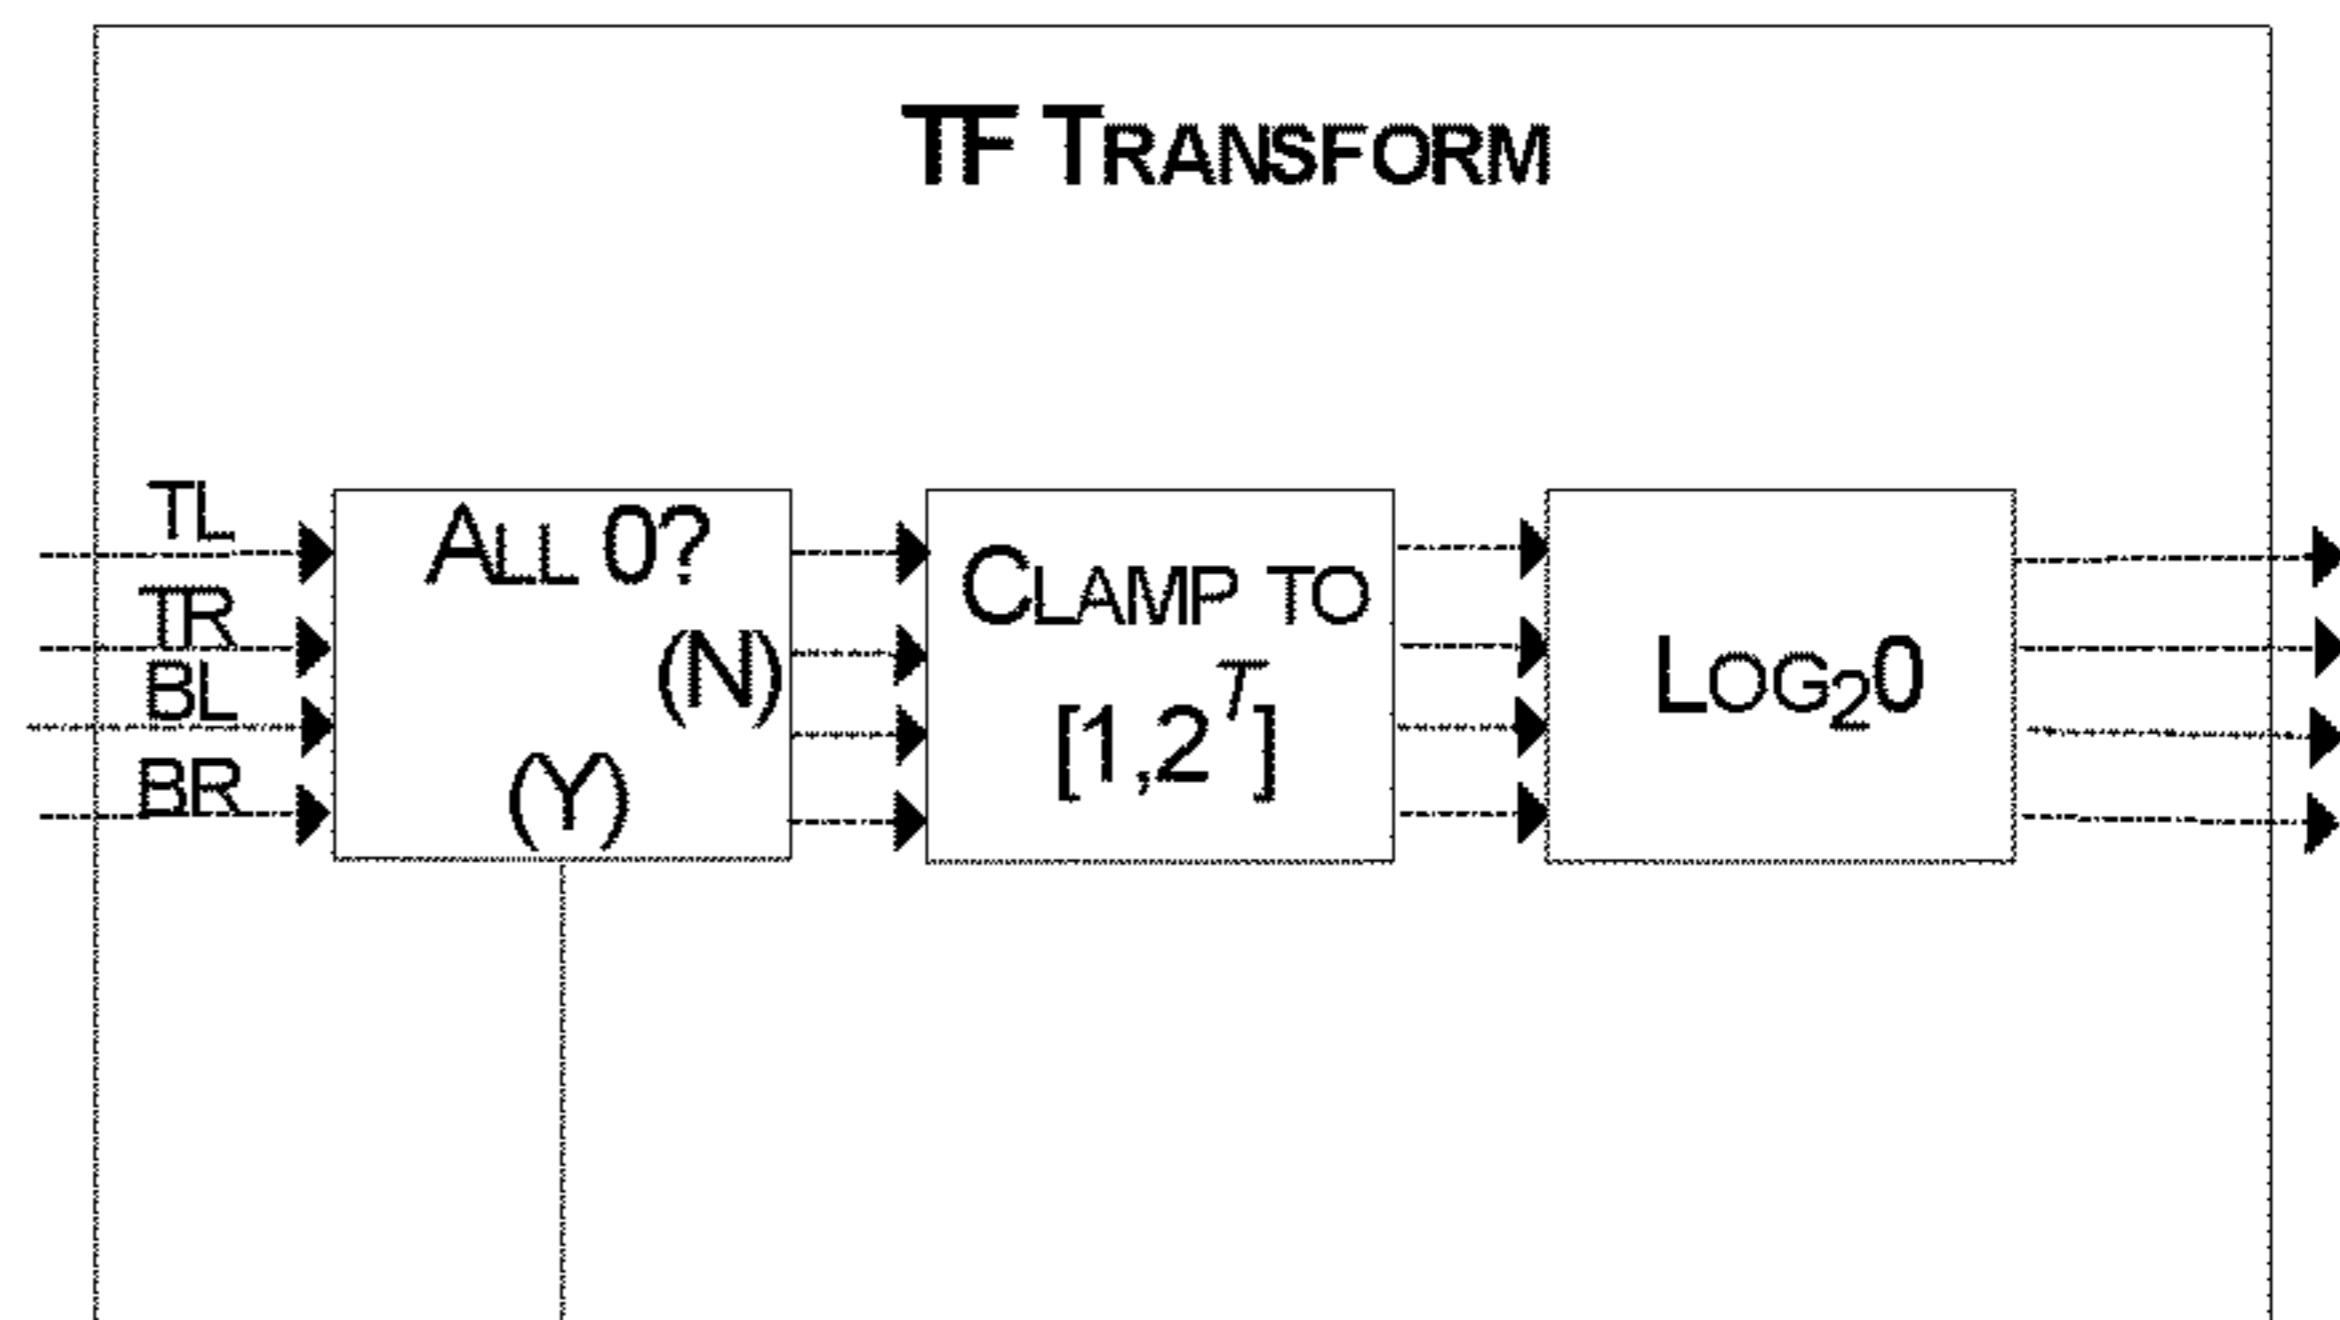 TF TRANSFORM
TL
TR
BL
BR
ALL 0?
(N)
(Y)
CLAMP TO
[1,2^T]
LOG₂0